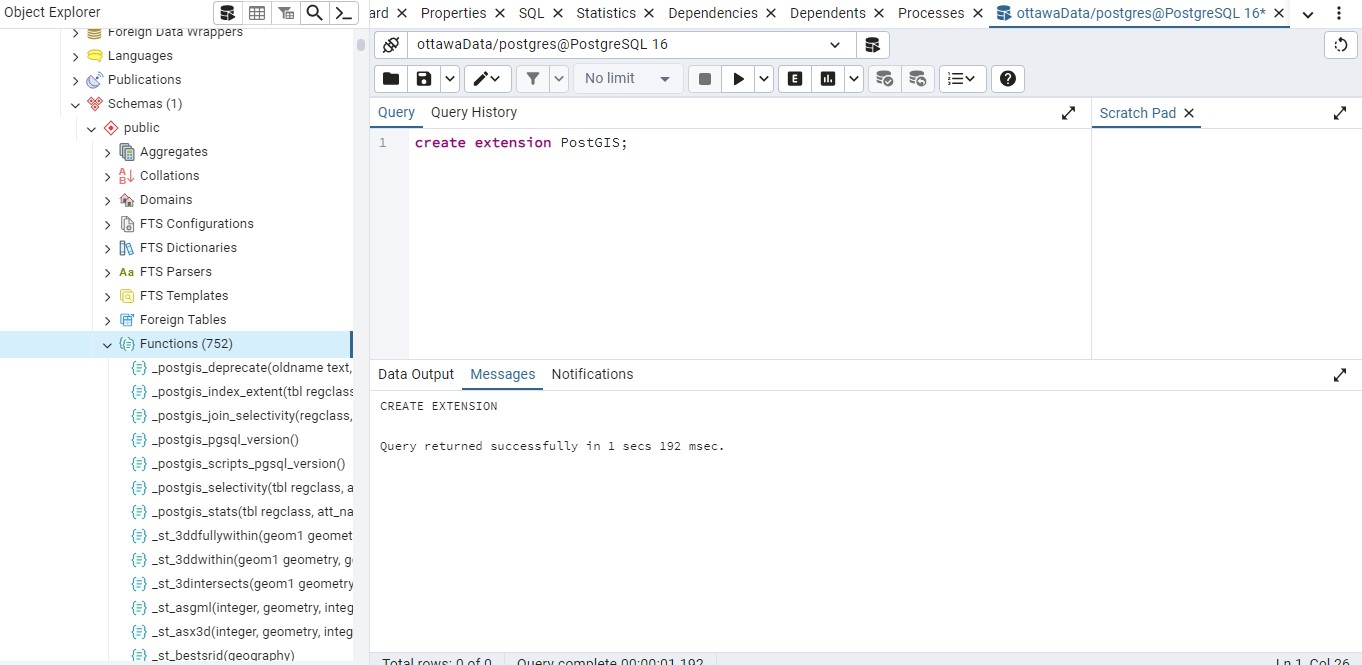 Object Explorer
Foreign Data Wrappers
Languages
Publications
Schemas (1)
public
Aggregates
Collations
Domains
FTS Configurations
FTS Dictionaries
Aa FTS Parsers
FTS Templates
Foreign Tables
Functions (752)
_postgis_deprecate(oldname text,
_postgis_index_extent(tbl regclass
_postgis_join_selectivity(regclass,
_postgis_pgsql_version()
_postgis_scripts_pgsql_version()
_postgis_selectivity(tbl regclass, a
_postgis_stats(tbl regclass, att_na
_st_3ddfullywithin(geom1 geomet
_st_3ddwithin(geom1 geometry, g
_st_3dintersects(geom1 geometry
_st_asgml(integer, geometry, integ
_st_asx3d(integer, geometry, integ
_st_bestsrid(geography)
ard Properties SQL Statistics Dependencies Dependents Processes ottawaData/postgres@PostgreSQL 16*
ottawaData/postgres@PostgreSQL 16
No limit E
Query Query History Scratch Pad
1 create extension PostGIS;
Data Output Messages Notifications
CREATE EXTENSION
Query returned successfully in 1 secs 192 msec.
Total rows: 0 of 0 Query complete 00:00:01.192 Ln 1, Col 26